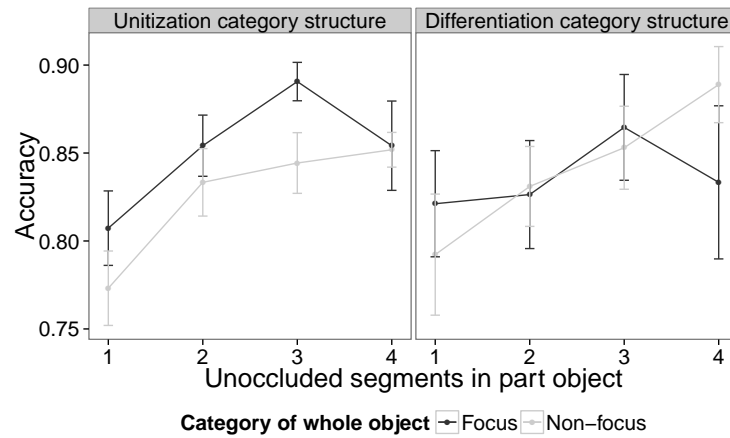 Unitization category structure
Differentiation category structure
Accuracy
0.90
0.85
0.80
0.75
1 2 3 4
1 2 3 4
Unoccluded segments in part object
Category of whole object Focus Non−focus